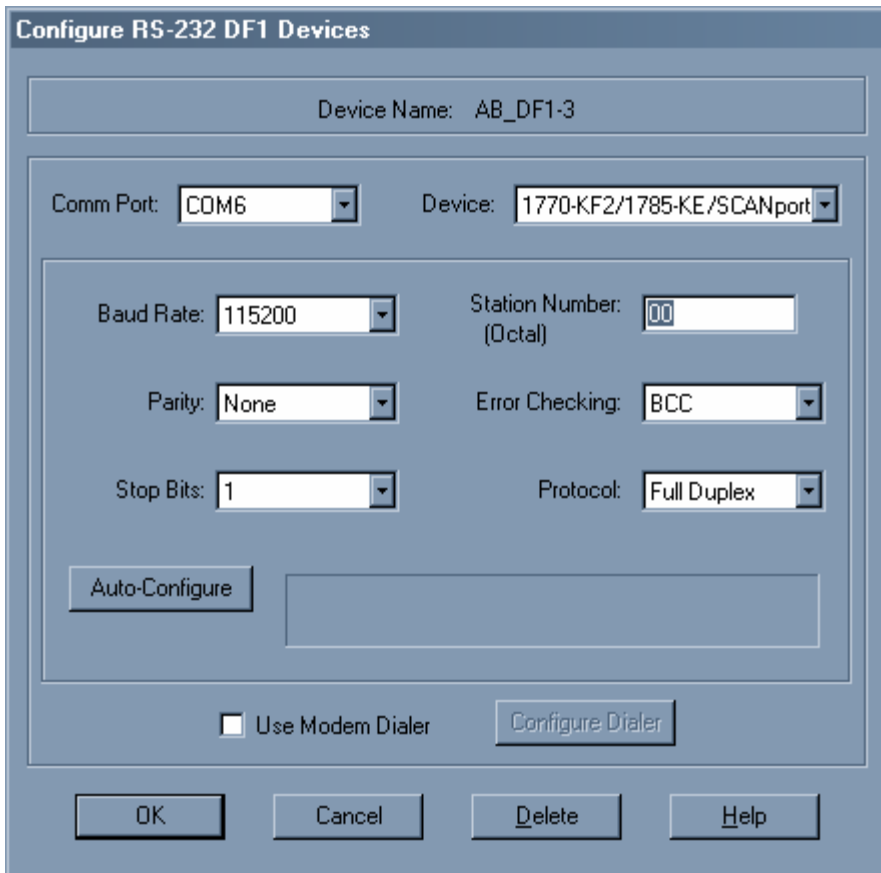 Configure RS-232 DF1 Devices
Device Name: AB_DF1-3
Comm Port: COM6 Device: 1770-KF2/1785-KE/SCANport
Baud Rate: 115200 Station Number: 00
(Octal)
Parity: None Error Checking: BCC
Stop Bits: 1 Protocol: Full Duplex
Auto-Configure
Use Modem Dialer Configure Dialer
OK Cancel Delete Help